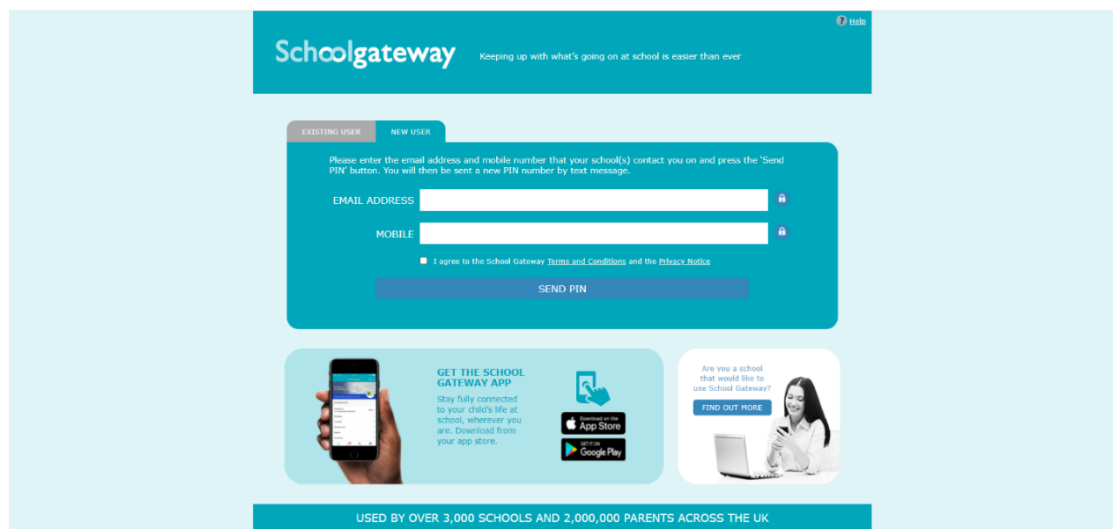 Help
Schoolgateway
Keeping up with what's going on at school is easier than ever
EXISTING USER
NEW USER
Please enter the email address and mobile number that your school(s) contact you on and press the 'Send
PIN' button. You will then be sent a new PIN number by text message.
EMAIL ADDRESS
MOBILE
I agree to the School Gateway Terms and Conditions and the Privacy Notice
SEND PIN
GET THE SCHOOL
GATEWAY APP
Stay fully connected
to your child's life at
school, wherever you
are. Download from
your app store.
Download on the
App Store
GET IT ON
Google Play
Are you a school
that would like to
use School Gateway?
FIND OUT MORE
USED BY OVER 3,000 SCHOOLS AND 2,000,000 PARENTS ACROSS THE UK